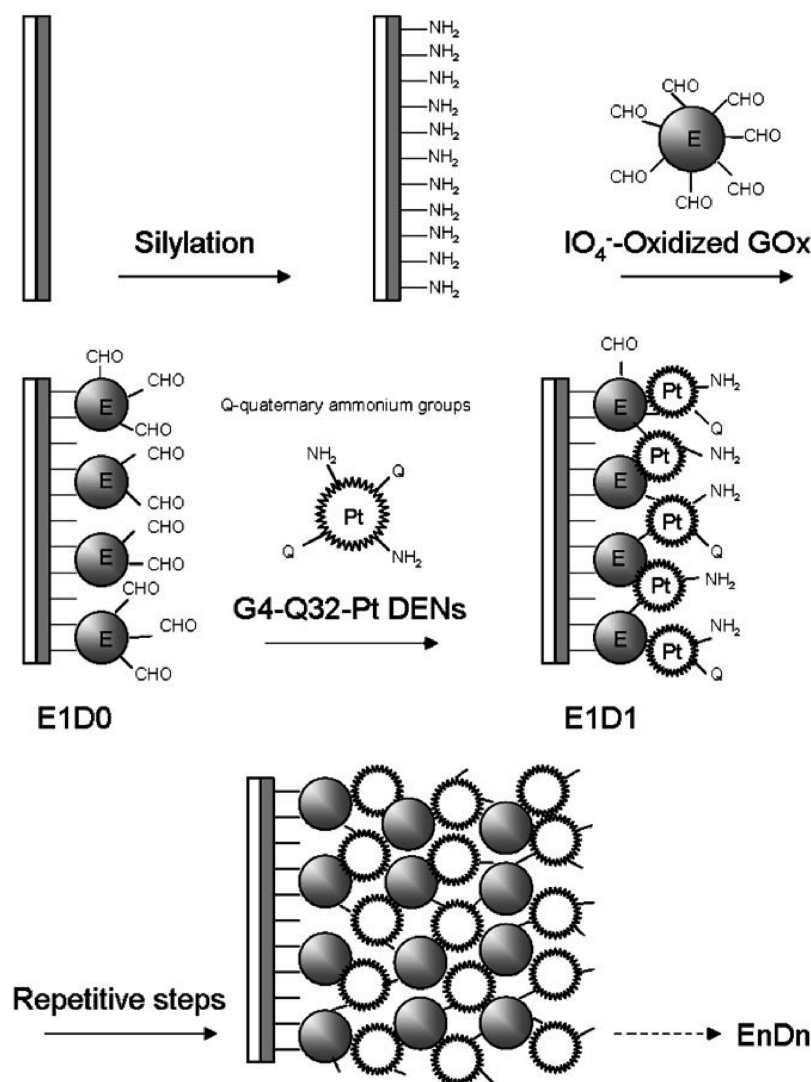 NH₂
NH₂
NH₂
NH₂
NH₂
NH₂
NH₂
NH₂
NH₂
NH₂
NH₂
Silylation
CHO
CHO
CHO
CHO
CHO
CHO
CHO
CHO
E
IO₄⁻-Oxidized GOx
CHO
CHO
CHO
E
CHO
CHO
E
CHO
CHO
E
CHO
CHO
CHO
E
E1D0
Q-quaternary ammonium groups
NH₂
Q
Pt
Q
NH₂
G4-Q32-Pt DENs
CHO
E
Pt
NH₂
Q
Pt
NH₂
E
Pt
NH₂
Q
E
Pt
NH₂
E
Pt
NH₂
Q
E1D1
Repetitive steps
EnDn